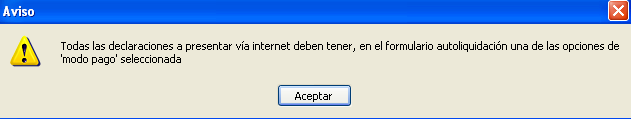 Aviso
Todas las declaraciones a presentar vía internet deben tener, en el formulario autoliquidación una de las opciones de
'modo pago' seleccionada
Aceptar